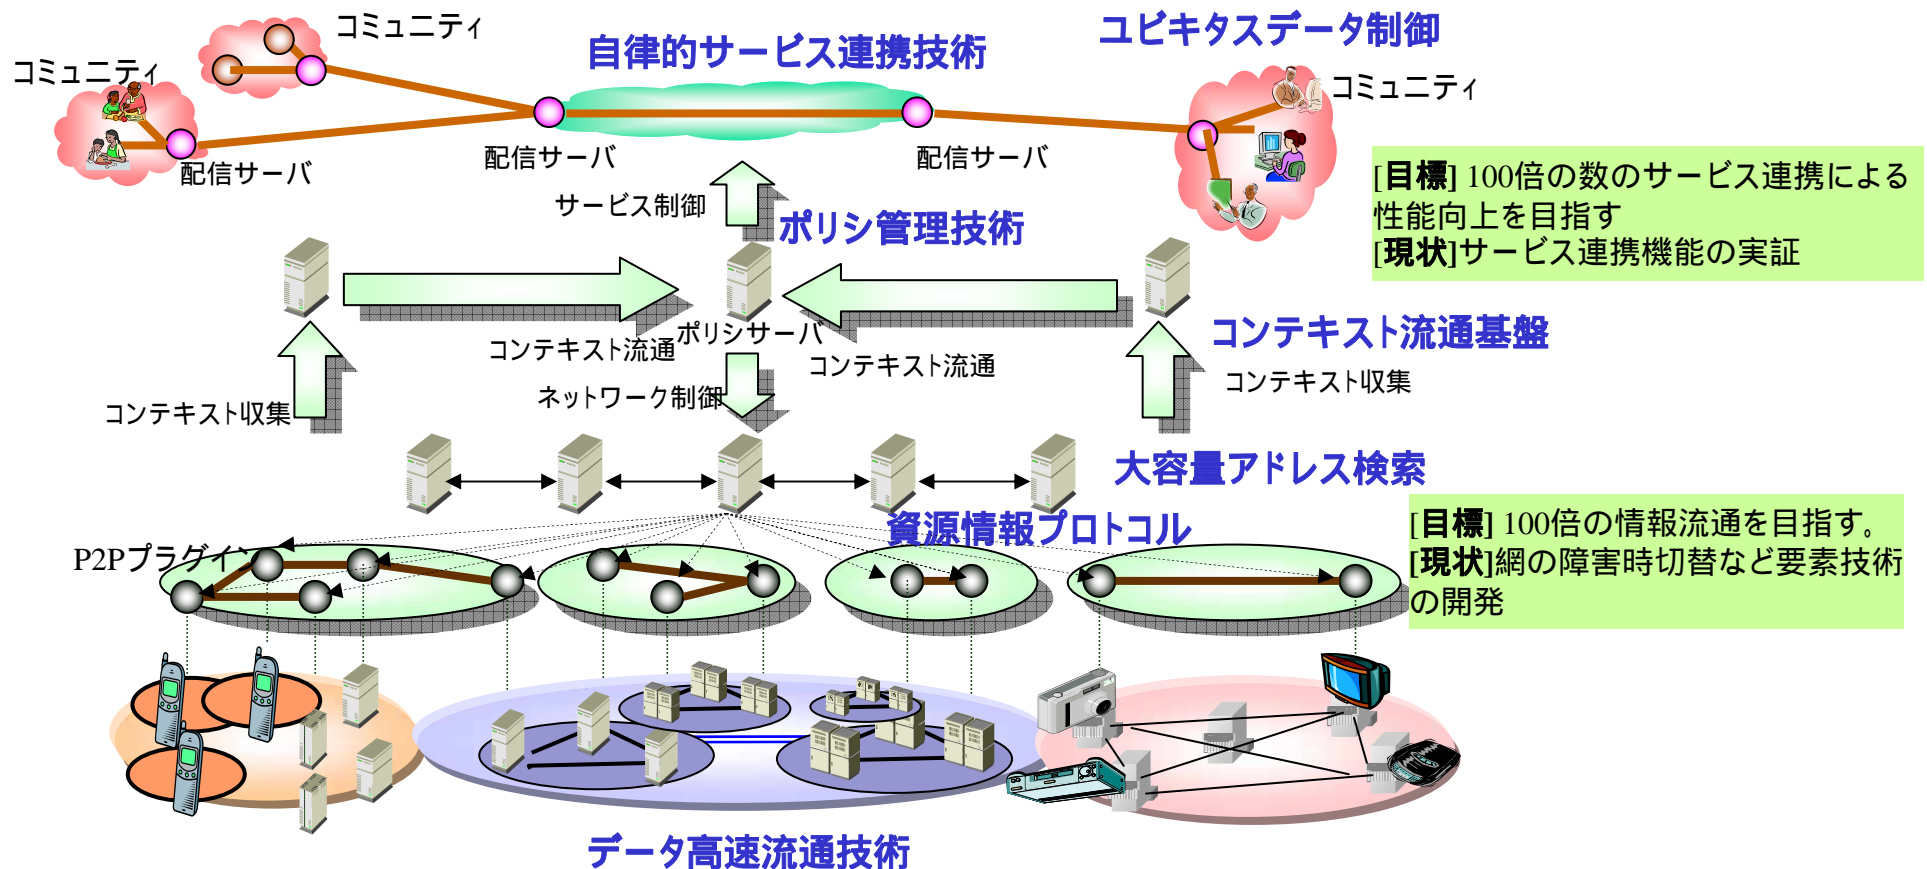 コミュニティ
ユビキタスデータ制御
自律的サービス連携技術
コミュニティ
コミュニティ
配信サーバ
配信サーバ
配信サーバ
[目標] 100倍の数のサービス連携による
性能向上を目指す
[現状]サービス連携機能の実証
サービス制御
ポリシ管理技術
ポリシサーバ
コンテキスト流通
コンテキスト流通
コンテキスト流通基盤
ネットワーク制御
コンテキスト収集
コンテキスト収集
大容量アドレス検索
資源情報プロトコル
[目標] 100倍の情報流通を目指す。
[現状]網の障害時切替など要素技術
の開発
P2Pプラグイン
データ高速流通技術